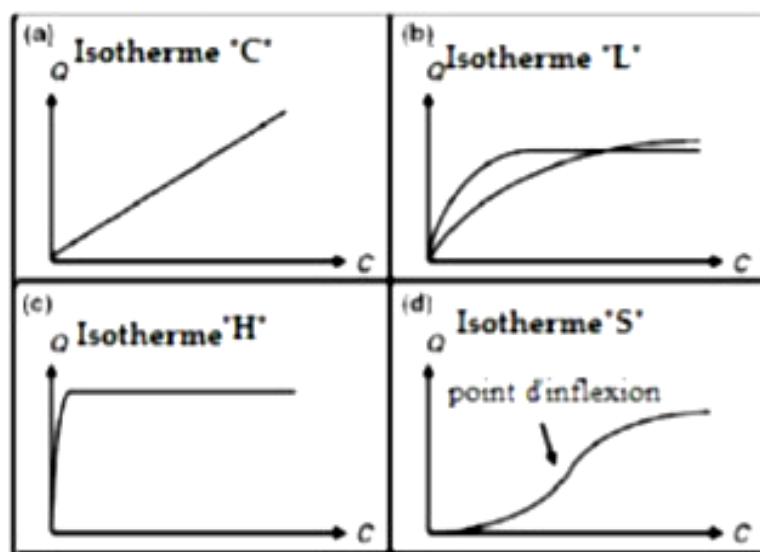 (a) Isotherme "C"
Q
C
(b) Isotherme "L"
Q
C
(c) Isotherme "H"
Q
C
(d) Isotherme "S"
Q
point d'inflexion
C